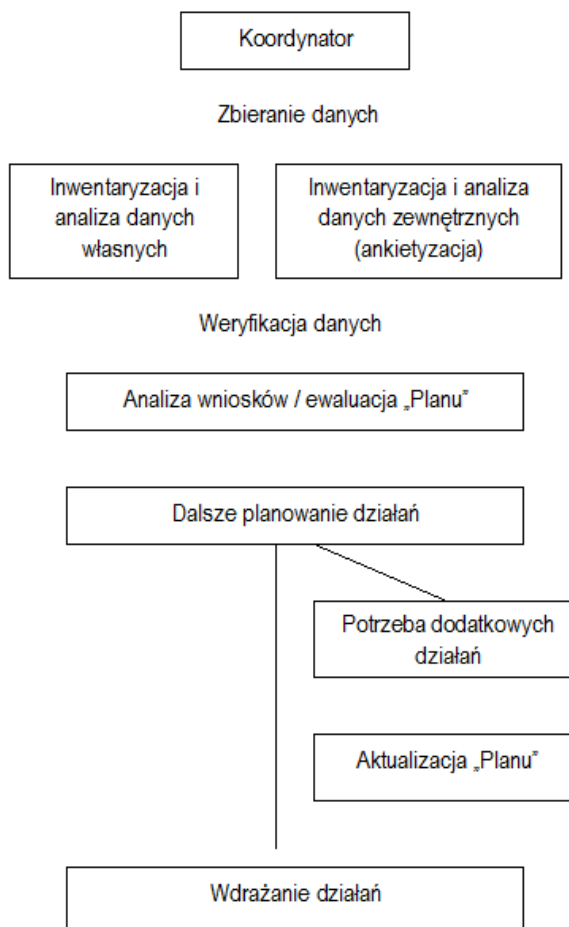 Koordynator
Zbieranie danych
Inwentaryzacja i
analiza danych
własnych
Inwentaryzacja i analiza
danych zewnętrznych
(ankietyzacja)
Weryfikacja danych
Analiza wniosków / ewaluacja „Planu”
Dalsze planowanie działań
Potrzeba dodatkowych
działań
Aktualizacja „Planu”
Wdrażanie działań